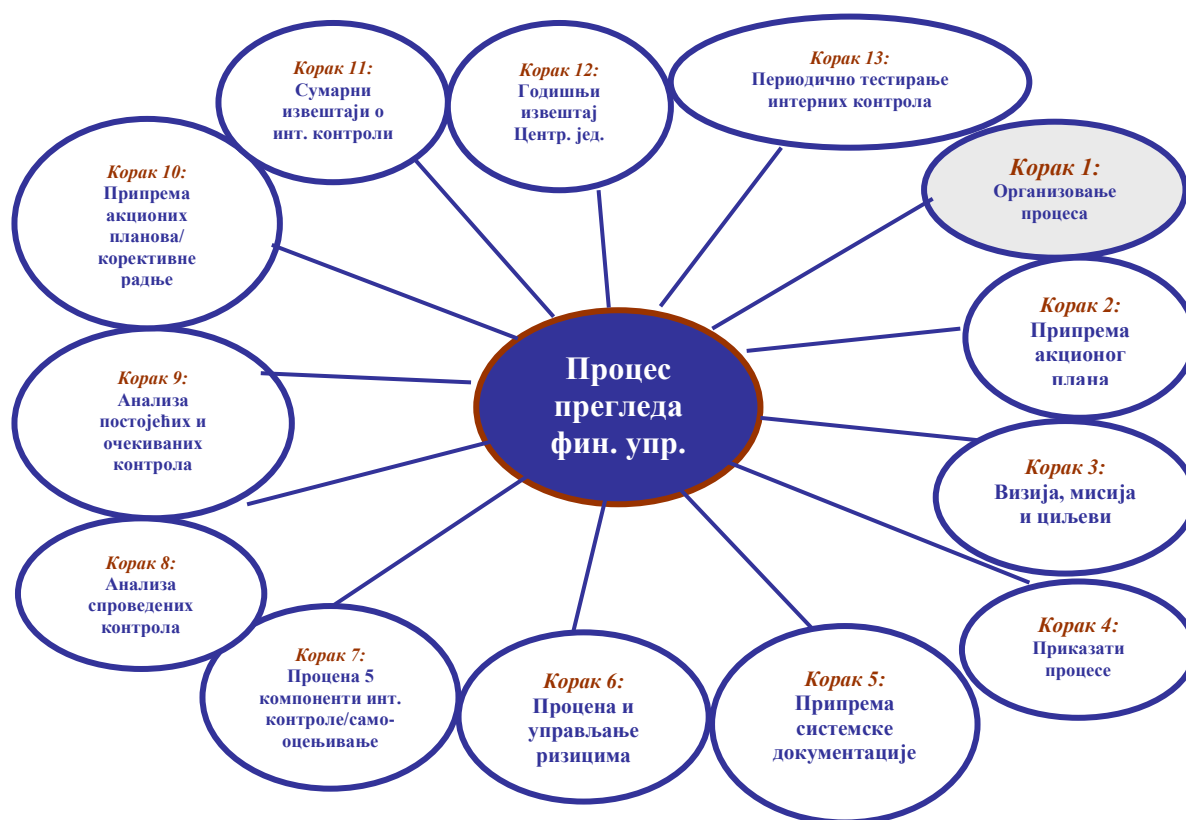 Корак 11:
Сумарни
извештаји о
инт. контроли
Корак 12:
Годишњи
извештај
Центр. јед.
Корак 13:
Периодично тестирање
интерних контрола
Корак 1:
Организовање
процеса
Корак 2:
Припрема
акционог
плана
Корак 3:
Визија, мисија
и циљеви
Корак 4:
Приказати
процесе
Корак 5:
Припрема
системске
документације
Корак 6:
Процена и
управљање
ризицима
Корак 7:
Процена 5
компоненти инт.
контроле/само-
оцењивање
Корак 8:
Анализа
спроведених
контрола
Корак 9:
Анализа
постојећих и
очекиваних
контрола
Корак 10:
Припрема
акционих
планова/
корективне
радње
Процес
прегледа
фин. упр.